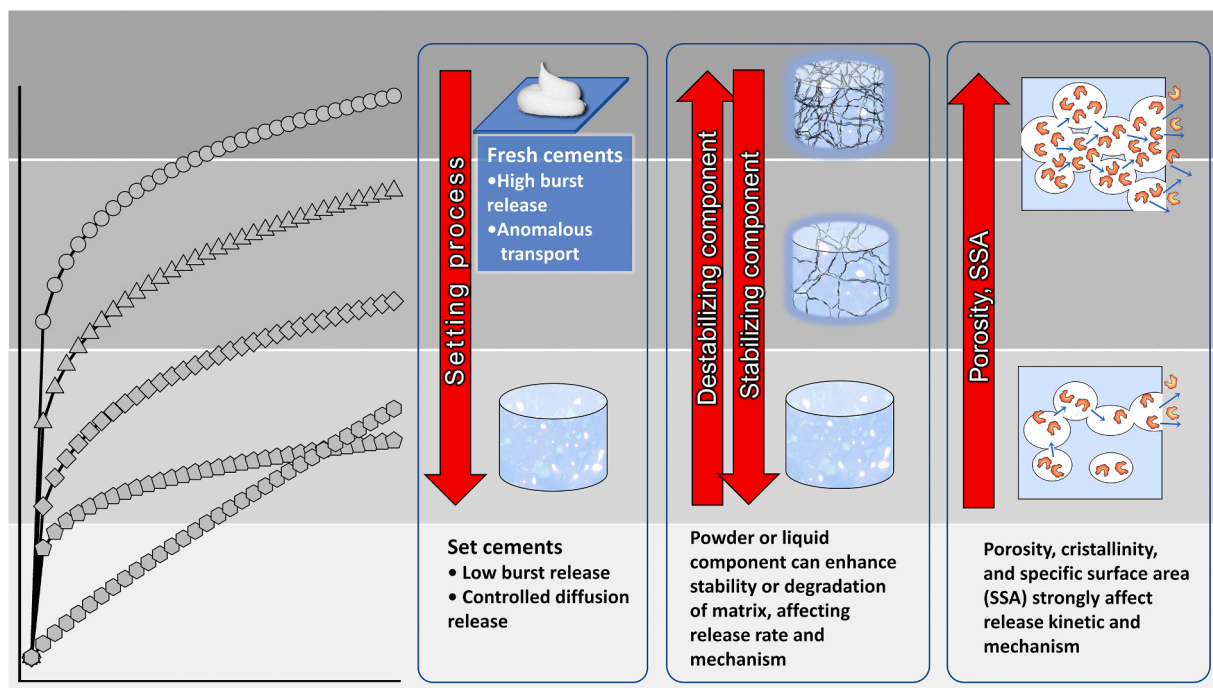 Setting process
Fresh cements
•High burst
release
•Anomalous
transport
Set cements
• Low burst release
• Controlled diffusion
release
Destabilizing component
Stabilizing component
Powder or liquid
component can enhance
stability or degradation
of matrix, affecting
release rate and
mechanism
Porosity, SSA
Porosity, cristallinity,
and specific surface area
(SSA) strongly affect
release kinetic and
mechanism